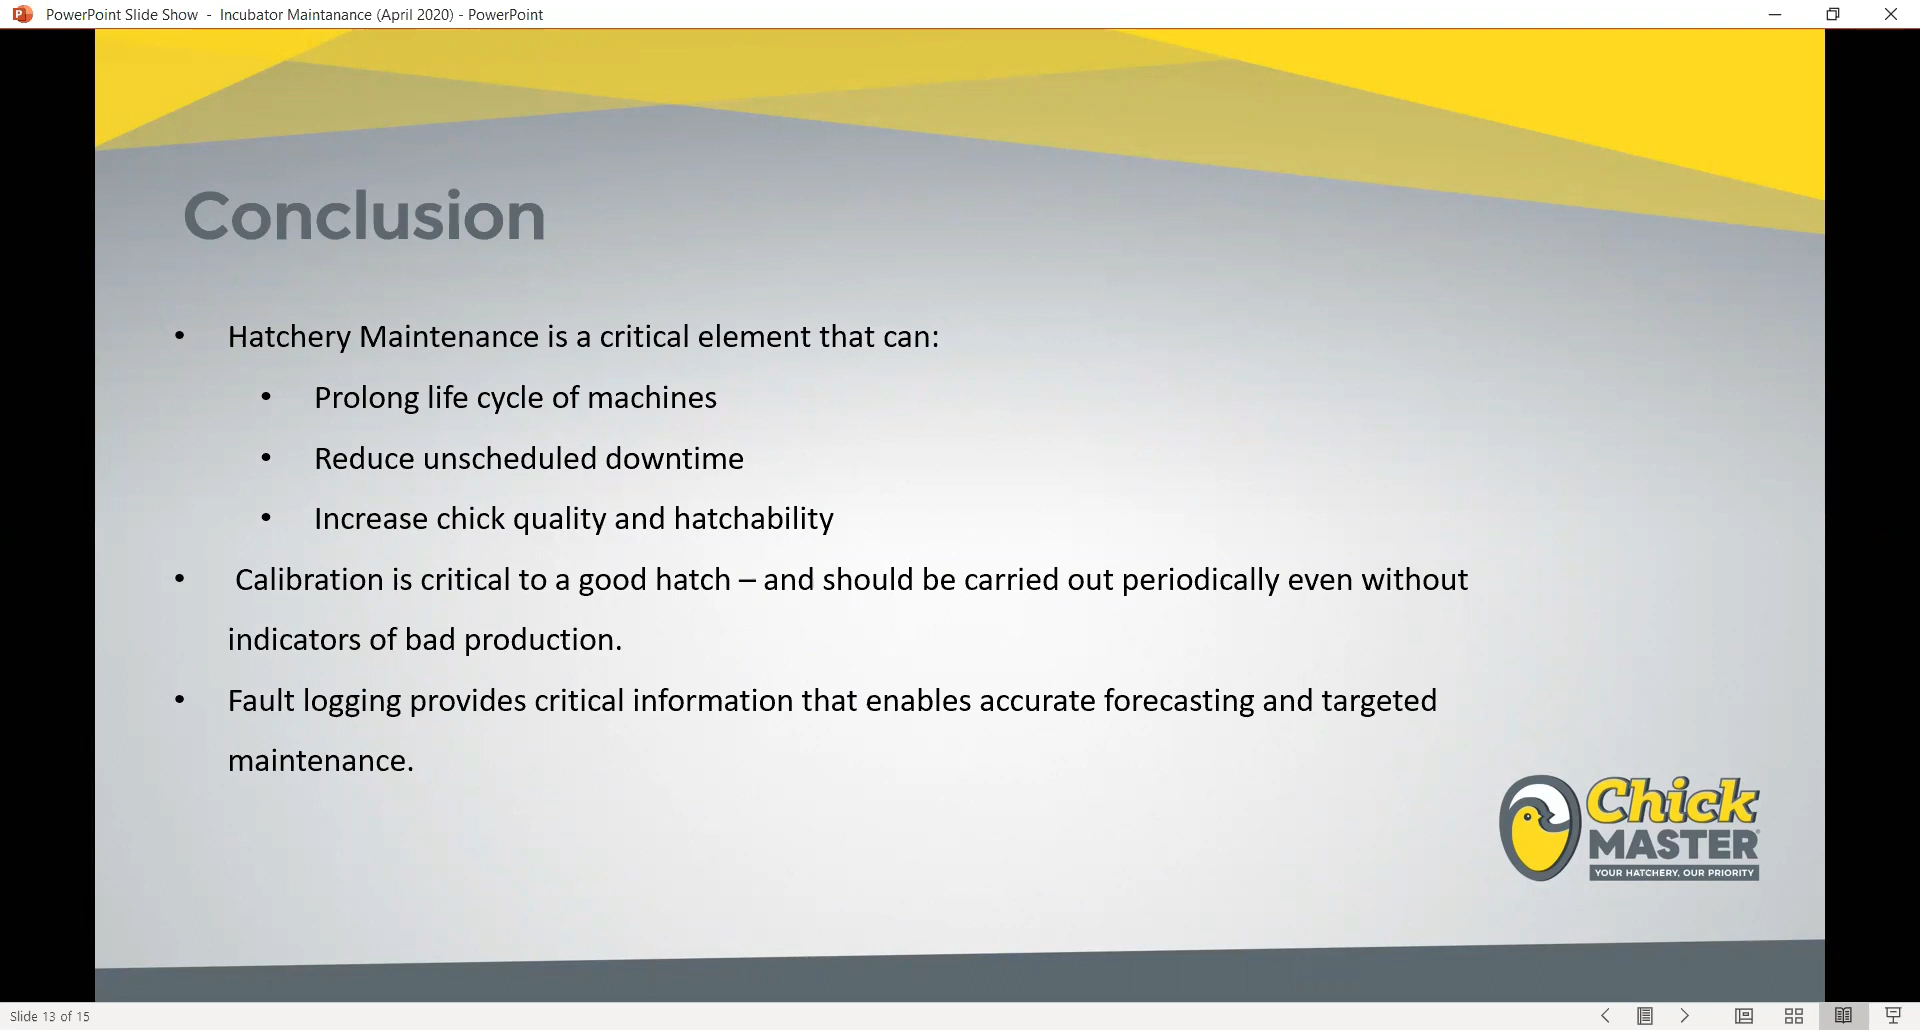 PowerPoint Slide Show - Incubator Maintanance (April 2020) - PowerPoint
Conclusion
• Hatchery Maintenance is a critical element that can:
• Prolong life cycle of machines
• Reduce unscheduled downtime
• Increase chick quality and hatchability
• Calibration is critical to a good hatch – and should be carried out periodically even without
indicators of bad production.
• Fault logging provides critical information that enables accurate forecasting and targeted
maintenance.
Chick
MASTER
YOUR HATCHERY, OUR PRIORITY
Slide 13 of 15